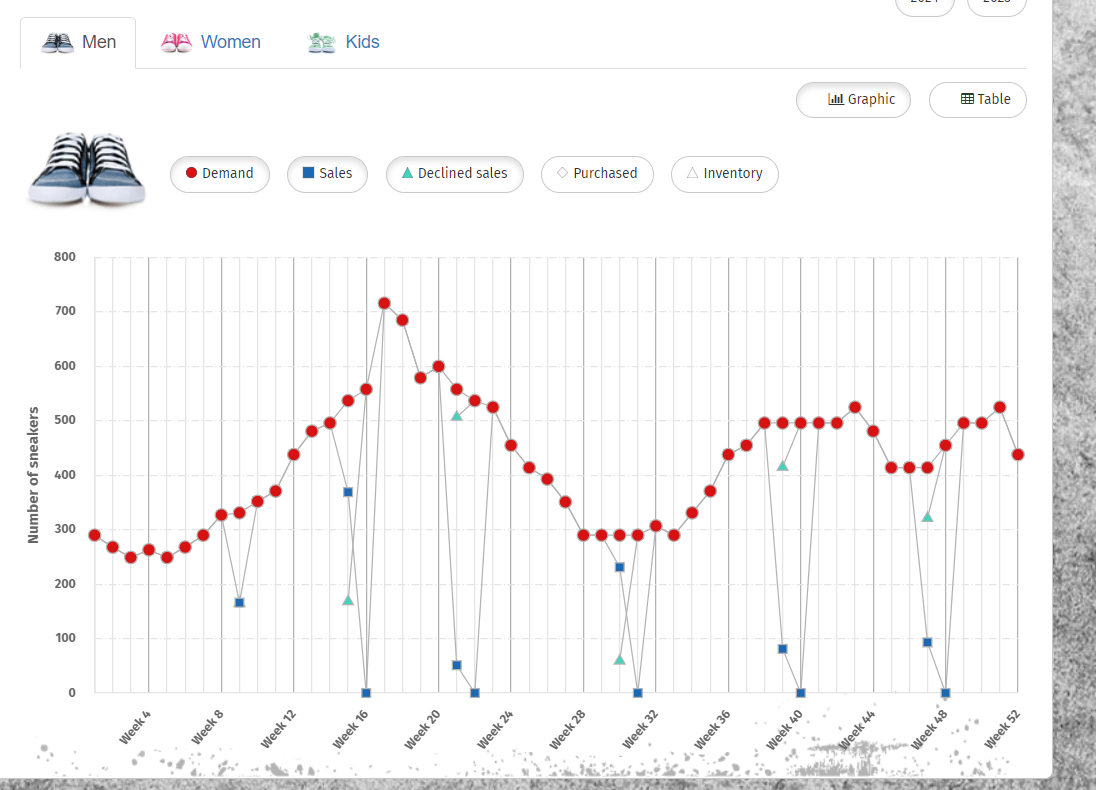 Men Women Kids
Graphic Table
Demand Sales Declined sales Purchased Inventory
800
700
600
500
400
300
200
100
0
Number of sneakers
Week 4 Week 8 Week 12 Week 16 Week 20 Week 24 Week 28 Week 32 Week 36 Week 40 Week 44 Week 48 Week 52